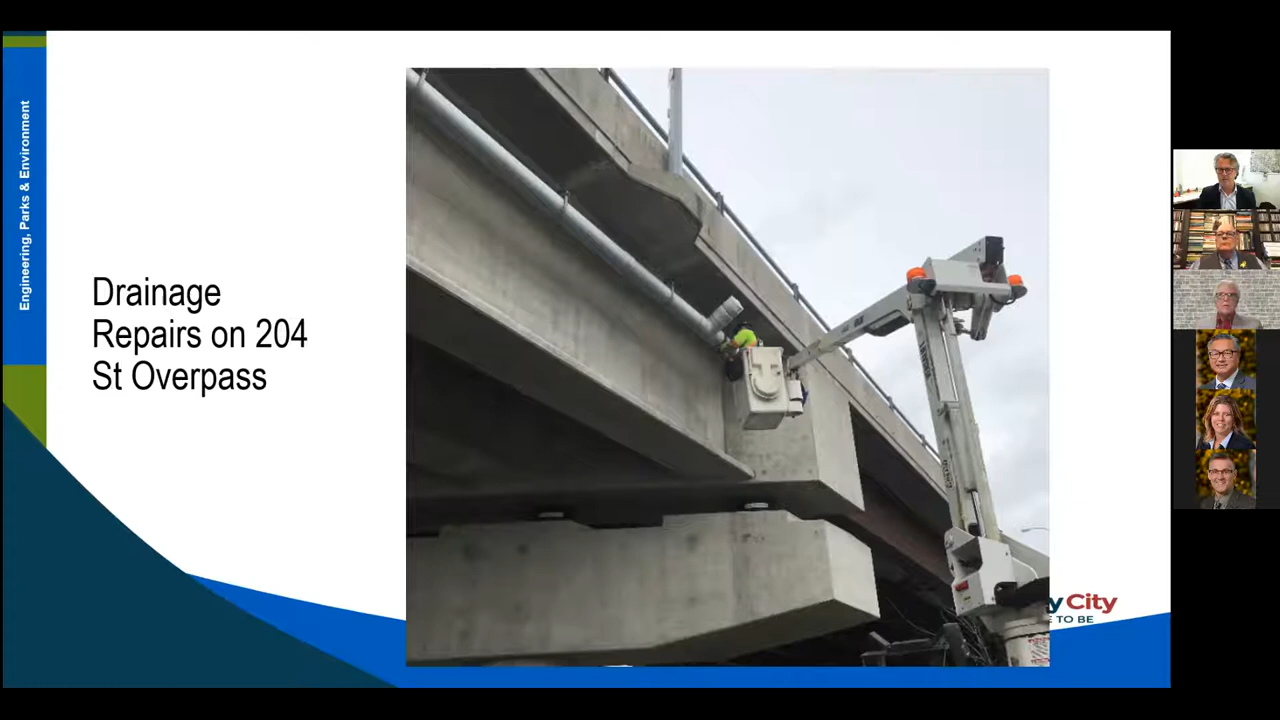 Engineering, Parks & Environment
Drainage
Repairs on 204
St Overpass
y City
E TO BE